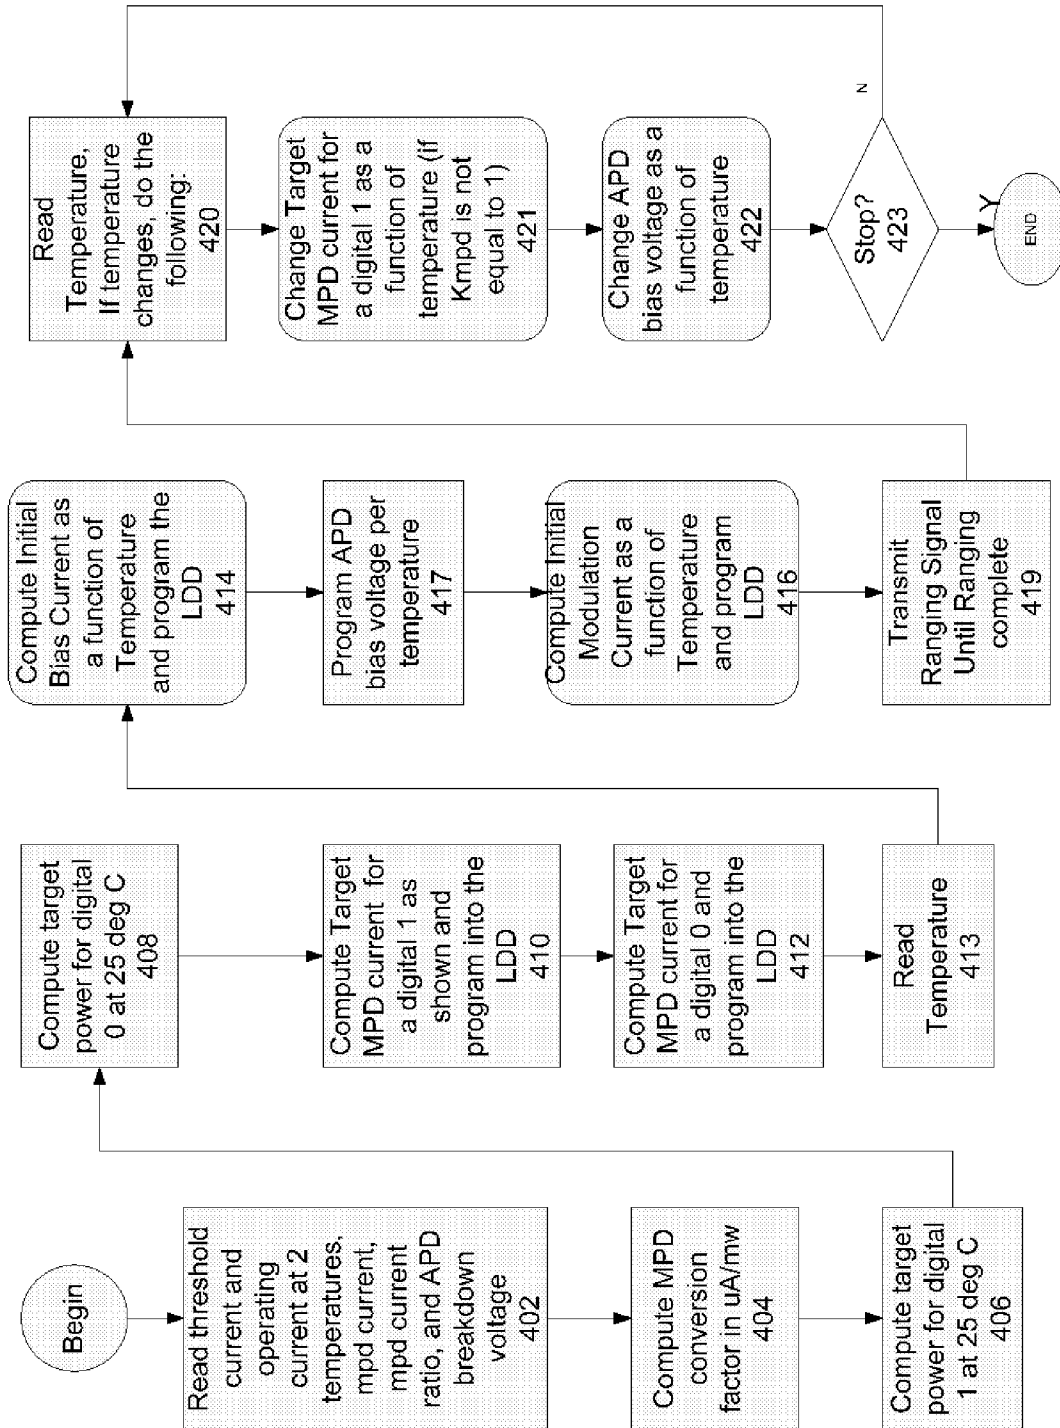 Begin
Read threshold
current and
operating
current at 2
temperatures,
mpd current,
mpd current
ratio, and APD
breakdown
voltage
402
Compute MPD
conversion
factor in uA/mw
404
Compute target
power for digital
1 at 25 deg C
406
Compute target
power for digital
0 at 25 deg C
408
Compute Target
MPD current for
a digital 1 as
shown and
program into the
LDD
410
Compute Target
MPD current for
a digital 0 and
program into the
LDD
412
Read
Temperature
413
Compute Initial
Bias Current as
a function of
Temperature
and program the
LDD
414
Program APD
bias voltage per
temperature
417
Compute Initial
Modulation
Current as a
function of
Temperature
and program
LDD
416
Transmit
Ranging Signal
Until Ranging
complete
419
Read
Temperature,
If temperature
changes, do the
following:
420
Change Target
MPD current for
a digital 1 as a
function of
temperature (if
Kmpd is not
equal to 1)
421
Change APD
bias voltage as a
function of
temperature
422
Stop?
423
N
Y
END